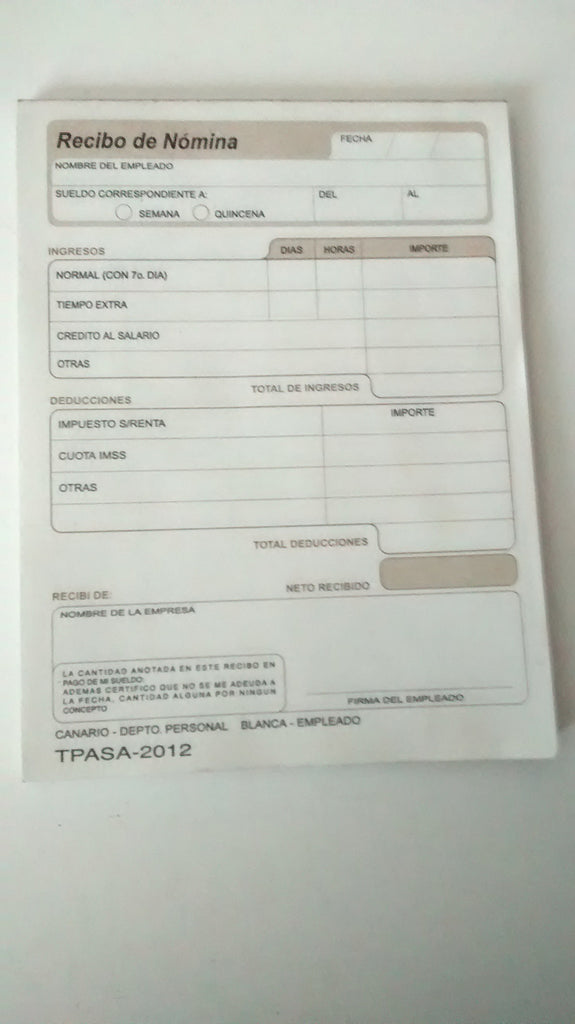 Recibo de Nómina
FECHA
NOMBRE DEL EMPLEADO
SUELDO CORRESPONDIENTE A: DEL AL
SEMANA QUINCENA
INGRESOS DIAS HORAS IMPORTE
NORMAL (CON 7o. DIA)
TIEMPO EXTRA
CREDITO AL SALARIO
OTRAS
TOTAL DE INGRESOS
DEDUCCIONES
IMPORTE
IMPUESTO S/RENTA
CUOTA IMSS
OTRAS
TOTAL DEDUCCIONES
NETO RECIBIDO
RECIBI DE:
NOMBRE DE LA EMPRESA
LA CANTIDAD ANOTADA EN ESTE RECIBO EN
PAGO DE MI SUELDO:
ADEMAS CERTIFICO QUE NO SE ME ADEUDA A
LA FECHA, CANTIDAD ALGUNA POR NINGUN
CONCEPTO
FIRMA DEL EMPLEADO
CANARIO - DEPTO. PERSONAL BLANCA - EMPLEADO
TPASA-2012